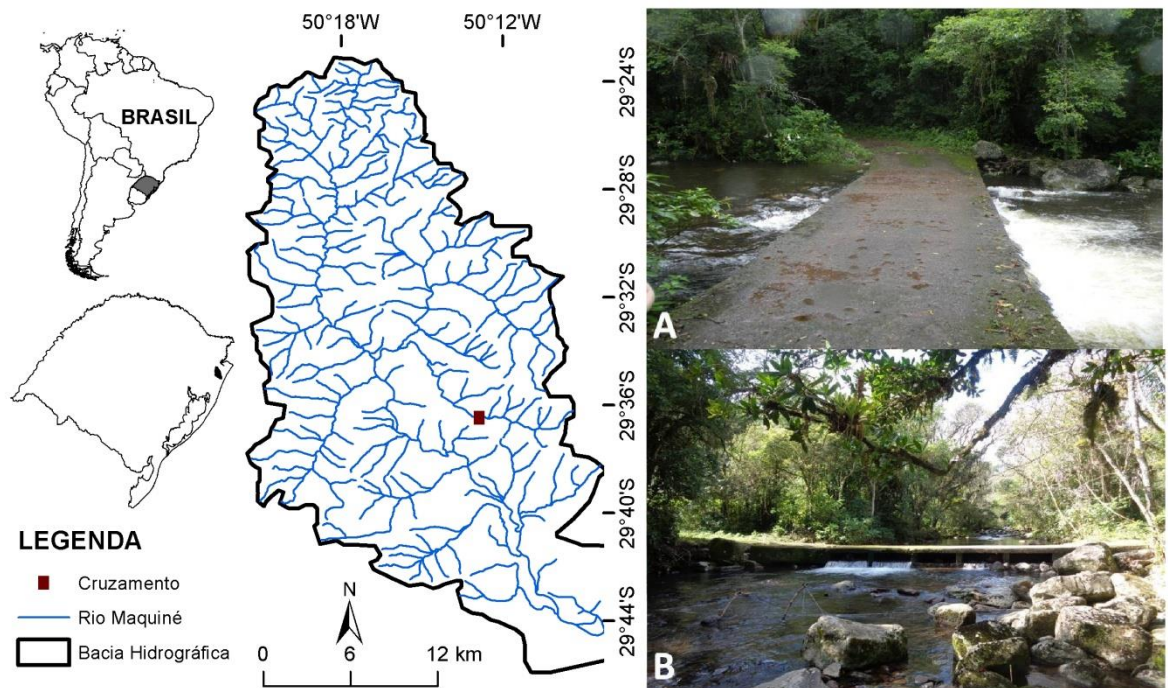 50°18'W 50°12'W
BRASIL
29°24'S
29°28'S
29°32'S
29°36'S
29°40'S
29°44'S
LEGENDA
Cruzamento
Rio Maquiné
Bacia Hidrográfica
N
0 6 12 km
A
B